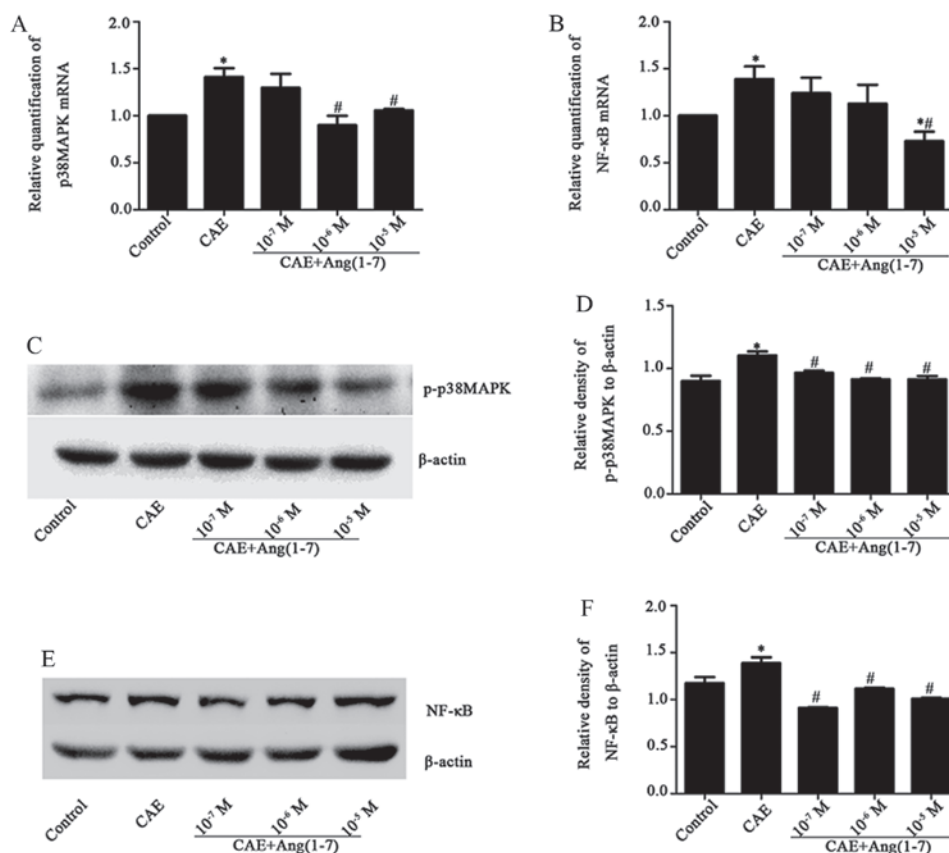 A
Relative quantification of
p38MAPK mRNA
2.0
1.5
1.0
0.5
0.0
*
#
#
Control
CAE
10⁻⁷ M
10⁻⁶ M
10⁻⁵ M
CAE+Ang(1-7)
B
Relative quantification of
NF-κB mRNA
2.0
1.5
1.0
0.5
0.0
*
*#
Control
CAE
10⁻⁷ M
10⁻⁶ M
10⁻⁵ M
CAE+Ang(1-7)
C
p-p38MAPK
β-actin
Control
CAE
10⁻⁷ M
10⁻⁶ M
10⁻⁵ M
CAE+Ang(1-7)
D
Relative density of
p-p38MAPK to β-actin
1.5
1.0
0.5
0.0
*
#
#
#
Control
CAE
10⁻⁷ M
10⁻⁶ M
10⁻⁵ M
CAE+Ang(1-7)
E
NF-κB
β-actin
Control
CAE
10⁻⁷ M
10⁻⁶ M
10⁻⁵ M
CAE+Ang(1-7)
F
Relative density of
NF-κB to β-actin
2.0
1.5
1.0
0.5
0.0
*
#
#
#
Control
CAE
10⁻⁷ M
10⁻⁶ M
10⁻⁵ M
CAE+Ang(1-7)